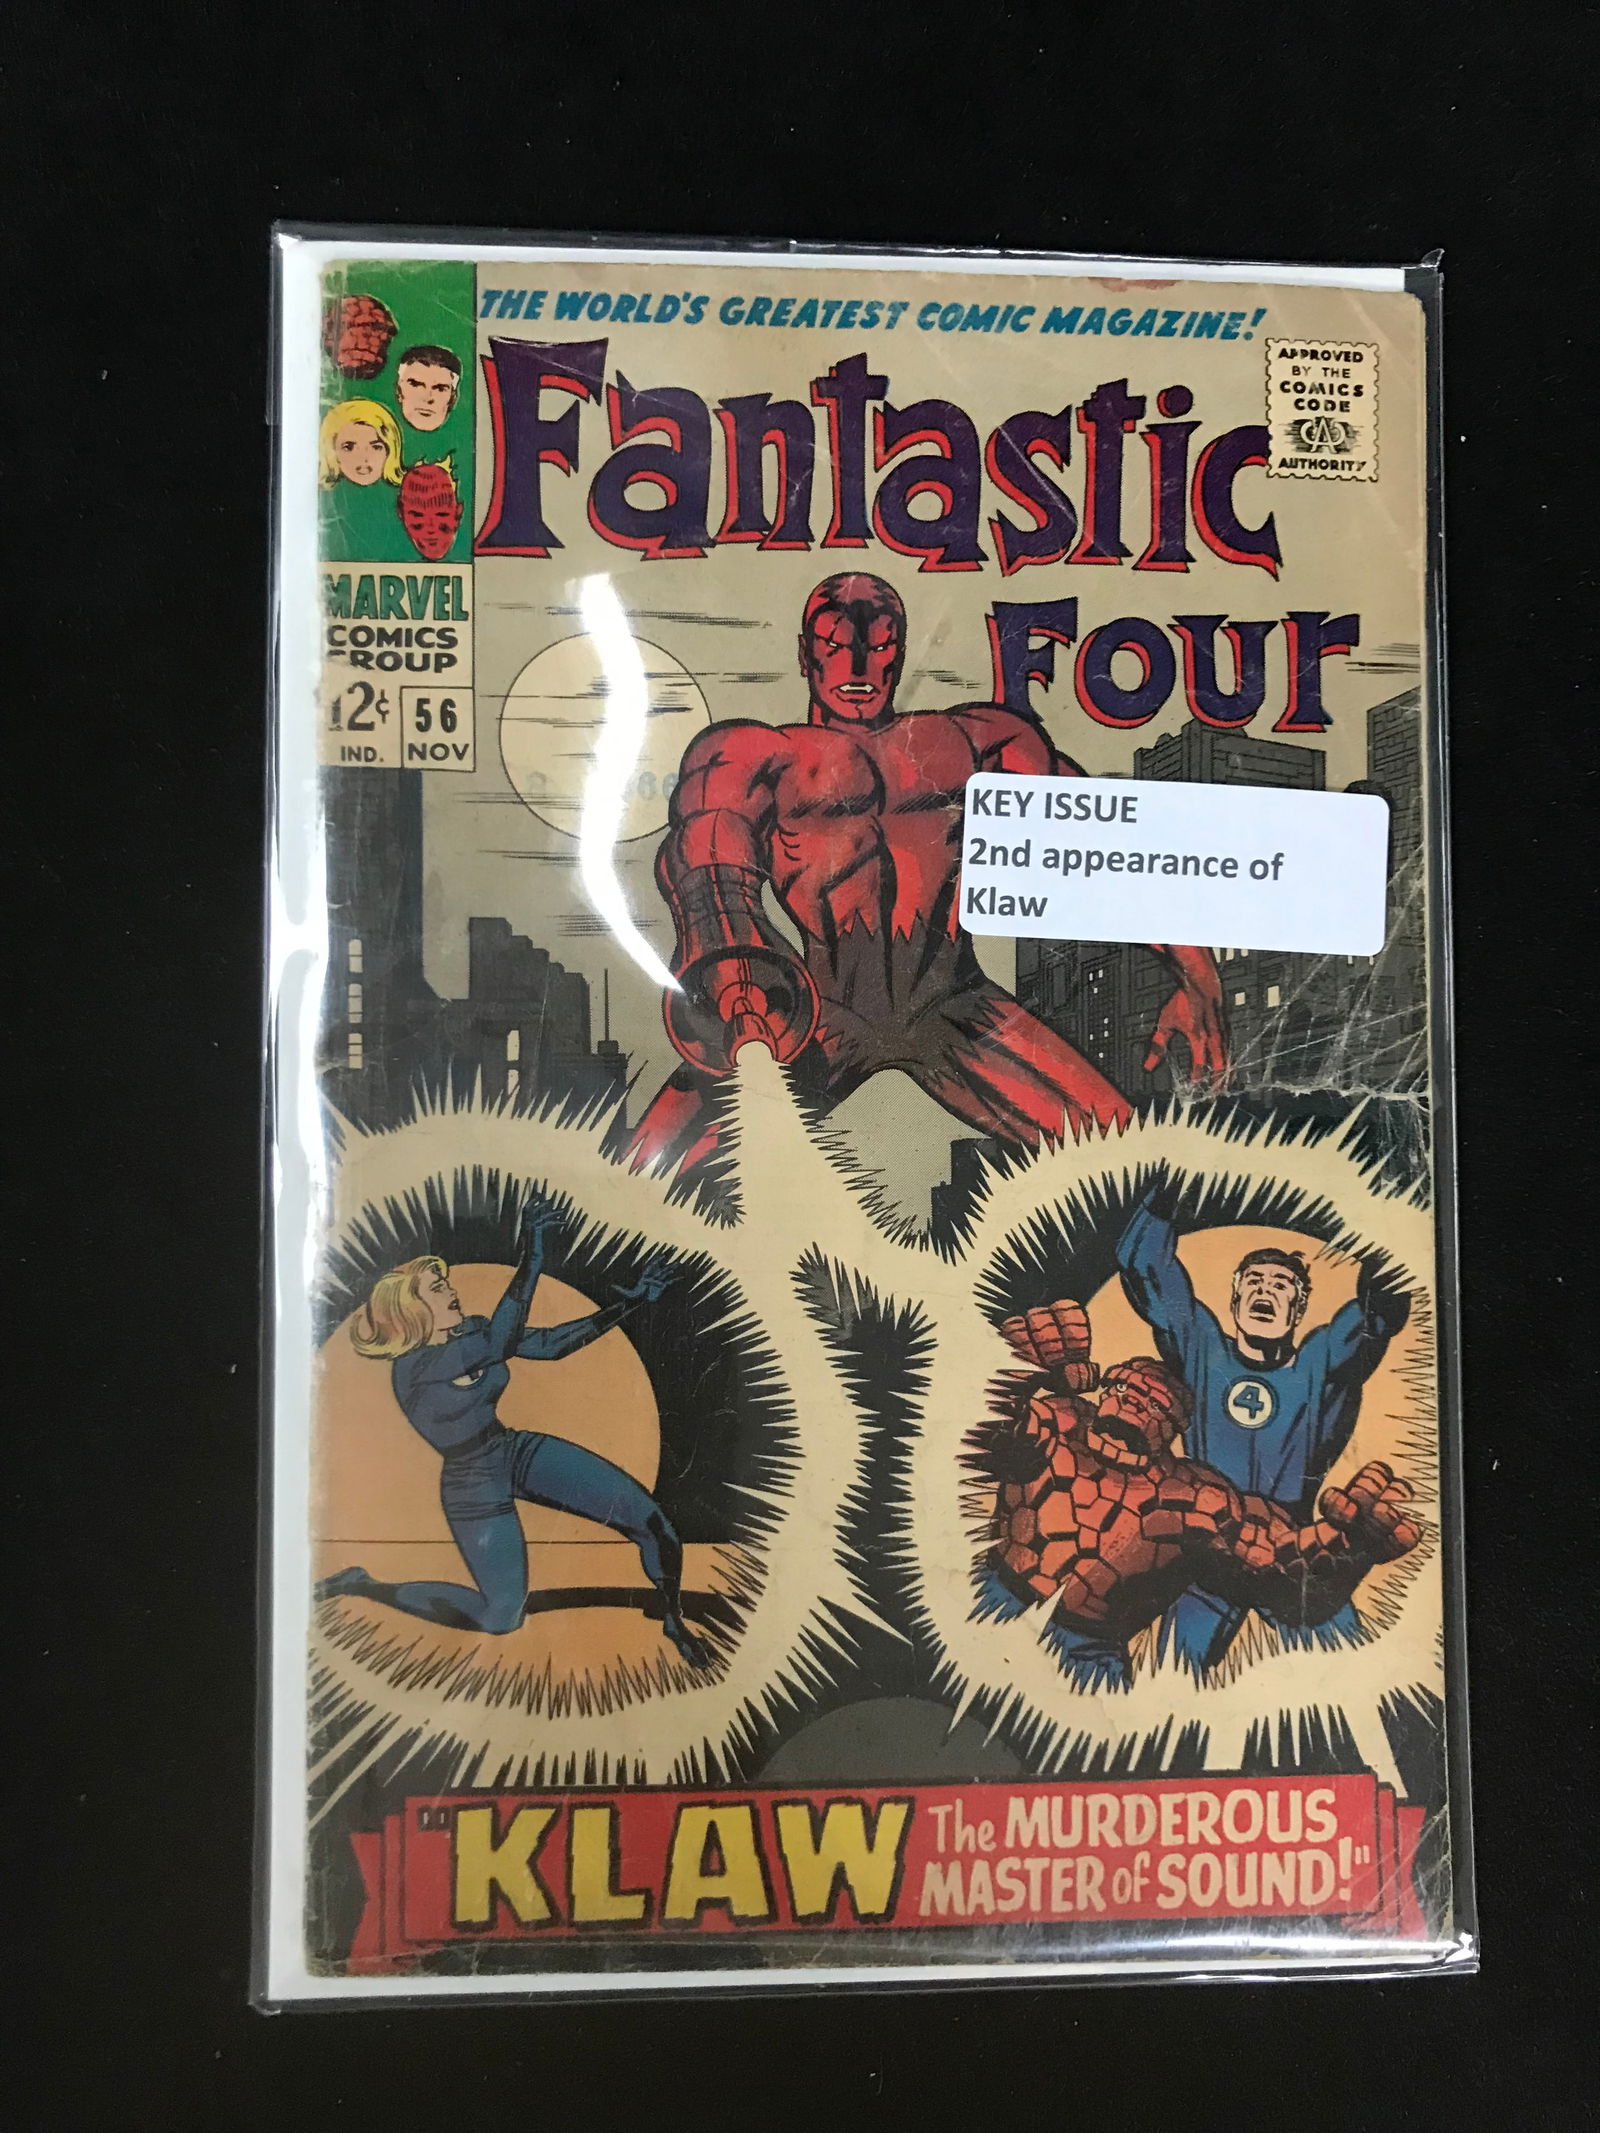 THE WORLD'S GREATEST COMIC MAGAZINE!
Fantastic
Four
APPROVED
BY THE
COMICS
CODE
CA
AUTHORITY
MARVEL
COMICS
GROUP
12¢
IND.
56
NOV
KEY ISSUE
2nd appearance of
Klaw
4
"KLAW The MURDEROUS
MASTER of SOUND!"